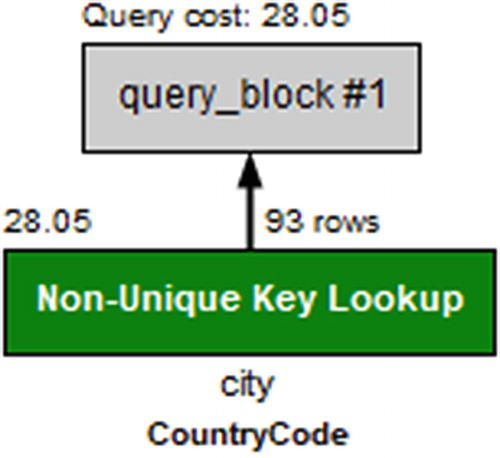 Query cost: 28.05
query_block #1
28.05
93 rows
Non-Unique Key Lookup
city
CountryCode